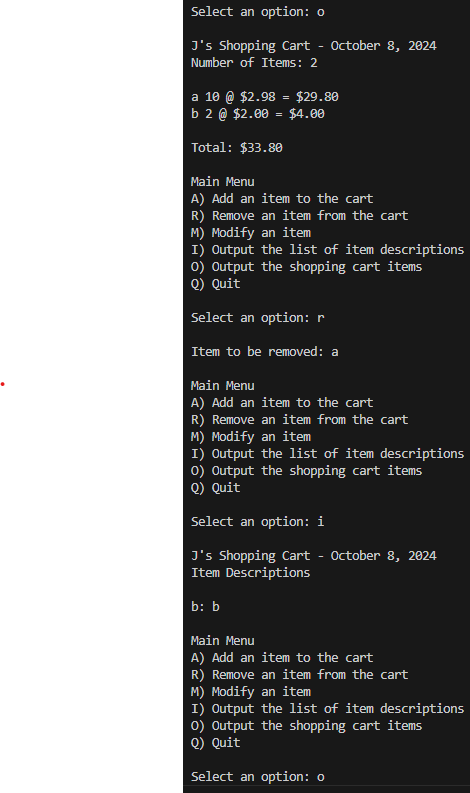 Select an option: o
J's Shopping Cart - October 8, 2024
Number of Items: 2
a 10 @ $2.98 = $29.80
b 2 @ $2.00 = $4.00
Total: $33.80
Main Menu
A) Add an item to the cart
R) Remove an item from the cart
M) Modify an item
I) Output the list of item descriptions
O) Output the shopping cart items
Q) Quit
Select an option: r
Item to be removed: a
Main Menu
A) Add an item to the cart
R) Remove an item from the cart
M) Modify an item
I) Output the list of item descriptions
O) Output the shopping cart items
Q) Quit
Select an option: i
J's Shopping Cart - October 8, 2024
Item Descriptions
b: b
Main Menu
A) Add an item to the cart
R) Remove an item from the cart
M) Modify an item
I) Output the list of item descriptions
O) Output the shopping cart items
Q) Quit
Select an option: o